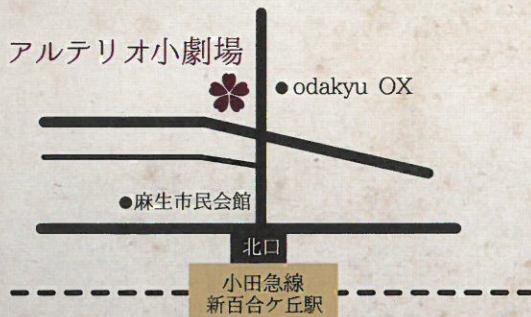 アルテリオ小劇場
odakyu OX
麻生市民会館
北口
小田急線
新百合ケ丘駅